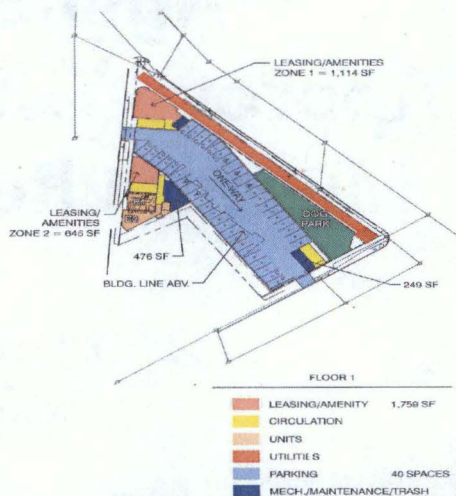 LEASING/AMENITIES
ZONE 1 = 1,114 SF
ONE-WAY
DOG
PARK
LEASING/
AMENITIES
ZONE 2 = 645 SF
476 SF
BLDG. LINE ABV.
249 SF
FLOOR 1
LEASING/AMENITY 1,759 SF
CIRCULATION
UNITS
UTILITIES
PARKING 40 SPACES
MECH./MAINTENANCE/TRASH